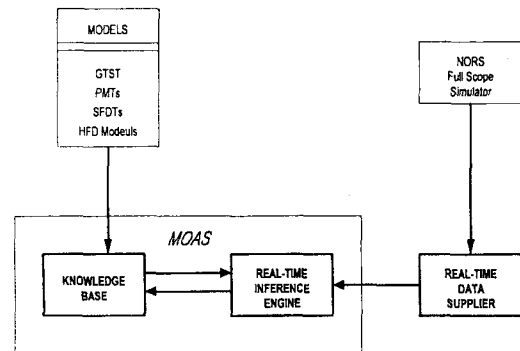 MODELS
GTST
PMTs
SFDTs
HFD Modeuls
NORS
Full Scope
Simulator
MOAS
KNOWLEDGE
BASE
REAL-TIME
INFERENCE
ENGINE
REAL-TIME
DATA
SUPPLIER